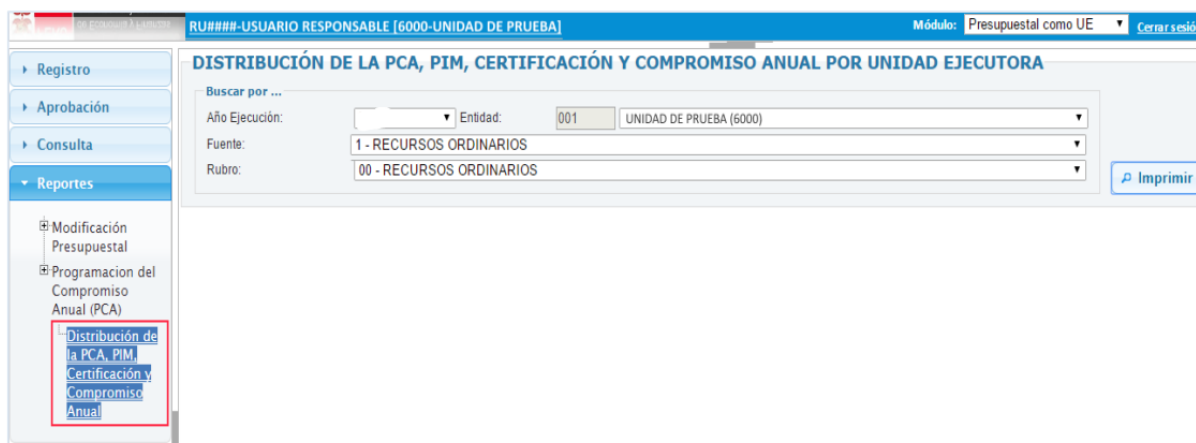 RU####-USUARIO RESPONSABLE [6000-UNIDAD DE PRUEBA]
Módulo: Presupuestal como UE
Cerrar sesió
Registro
Aprobación
Consulta
Reportes
Modificación
Presupuestal
Programacion del
Compromiso
Anual (PCA)
Distribución de
la PCA, PIM,
Certificación y
Compromiso
Anual
DISTRIBUCIÓN DE LA PCA, PIM, CERTIFICACIÓN Y COMPROMISO ANUAL POR UNIDAD EJECUTORA
Buscar por ...
Año Ejecución: Entidad: 001 UNIDAD DE PRUEBA (6000)
Fuente: 1 - RECURSOS ORDINARIOS
Rubro: 00 - RECURSOS ORDINARIOS
Imprimir